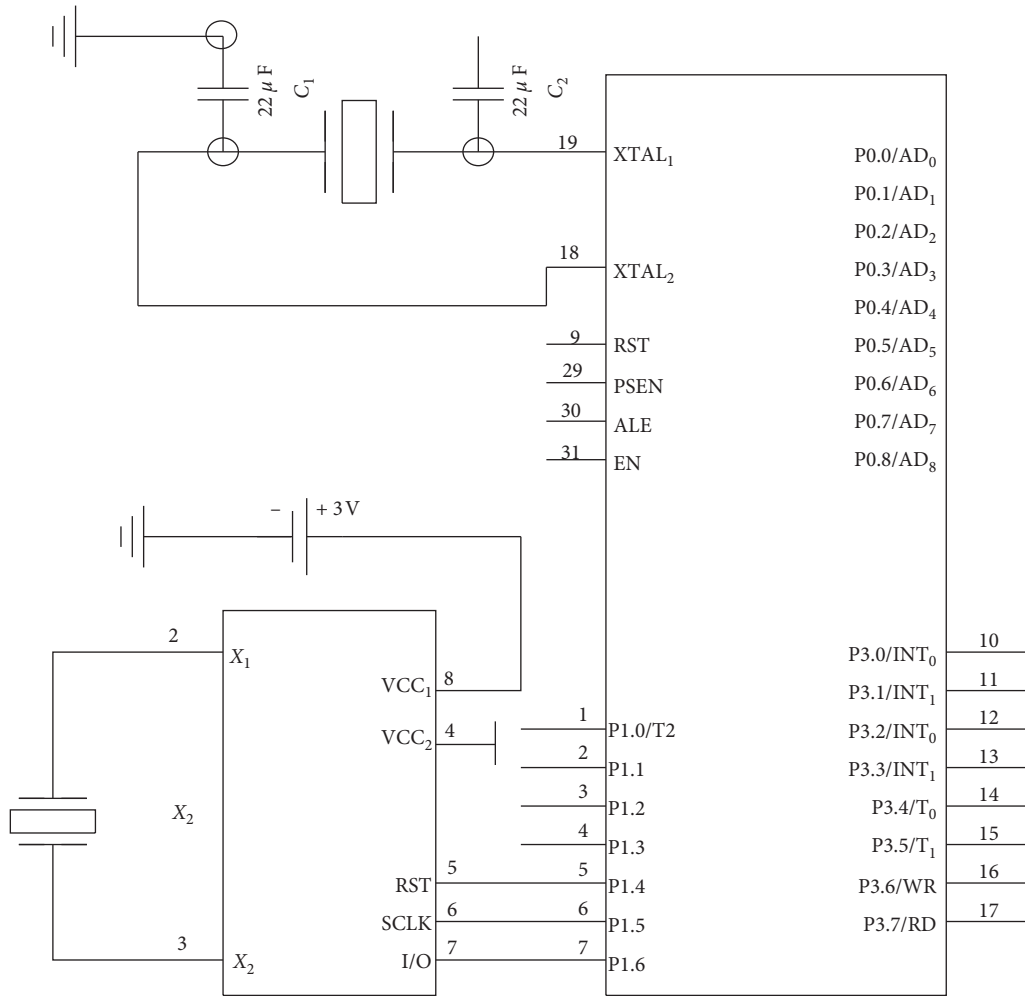 22 µ F
C₁
22 µ F
C₂
19
XTAL₁
18
XTAL₂
9
RST
29
PSEN
30
ALE
31
EN
P0.0/AD₀
P0.1/AD₁
P0.2/AD₂
P0.3/AD₃
P0.4/AD₄
P0.5/AD₅
P0.6/AD₆
P0.7/AD₇
P0.8/AD₈
– + 3 V
2
X₁
VCC₁
8
VCC₂
4
X₂
RST
5
SCLK
6
I/O
7
3
X₂
1
P1.0/T2
2
P1.1
3
P1.2
4
P1.3
5
P1.4
6
P1.5
7
P1.6
P3.0/INT₀
10
P3.1/INT₁
11
P3.2/INT₀
12
P3.3/INT₁
13
P3.4/T₀
14
P3.5/T₁
15
P3.6/WR
16
P3.7/RD
17